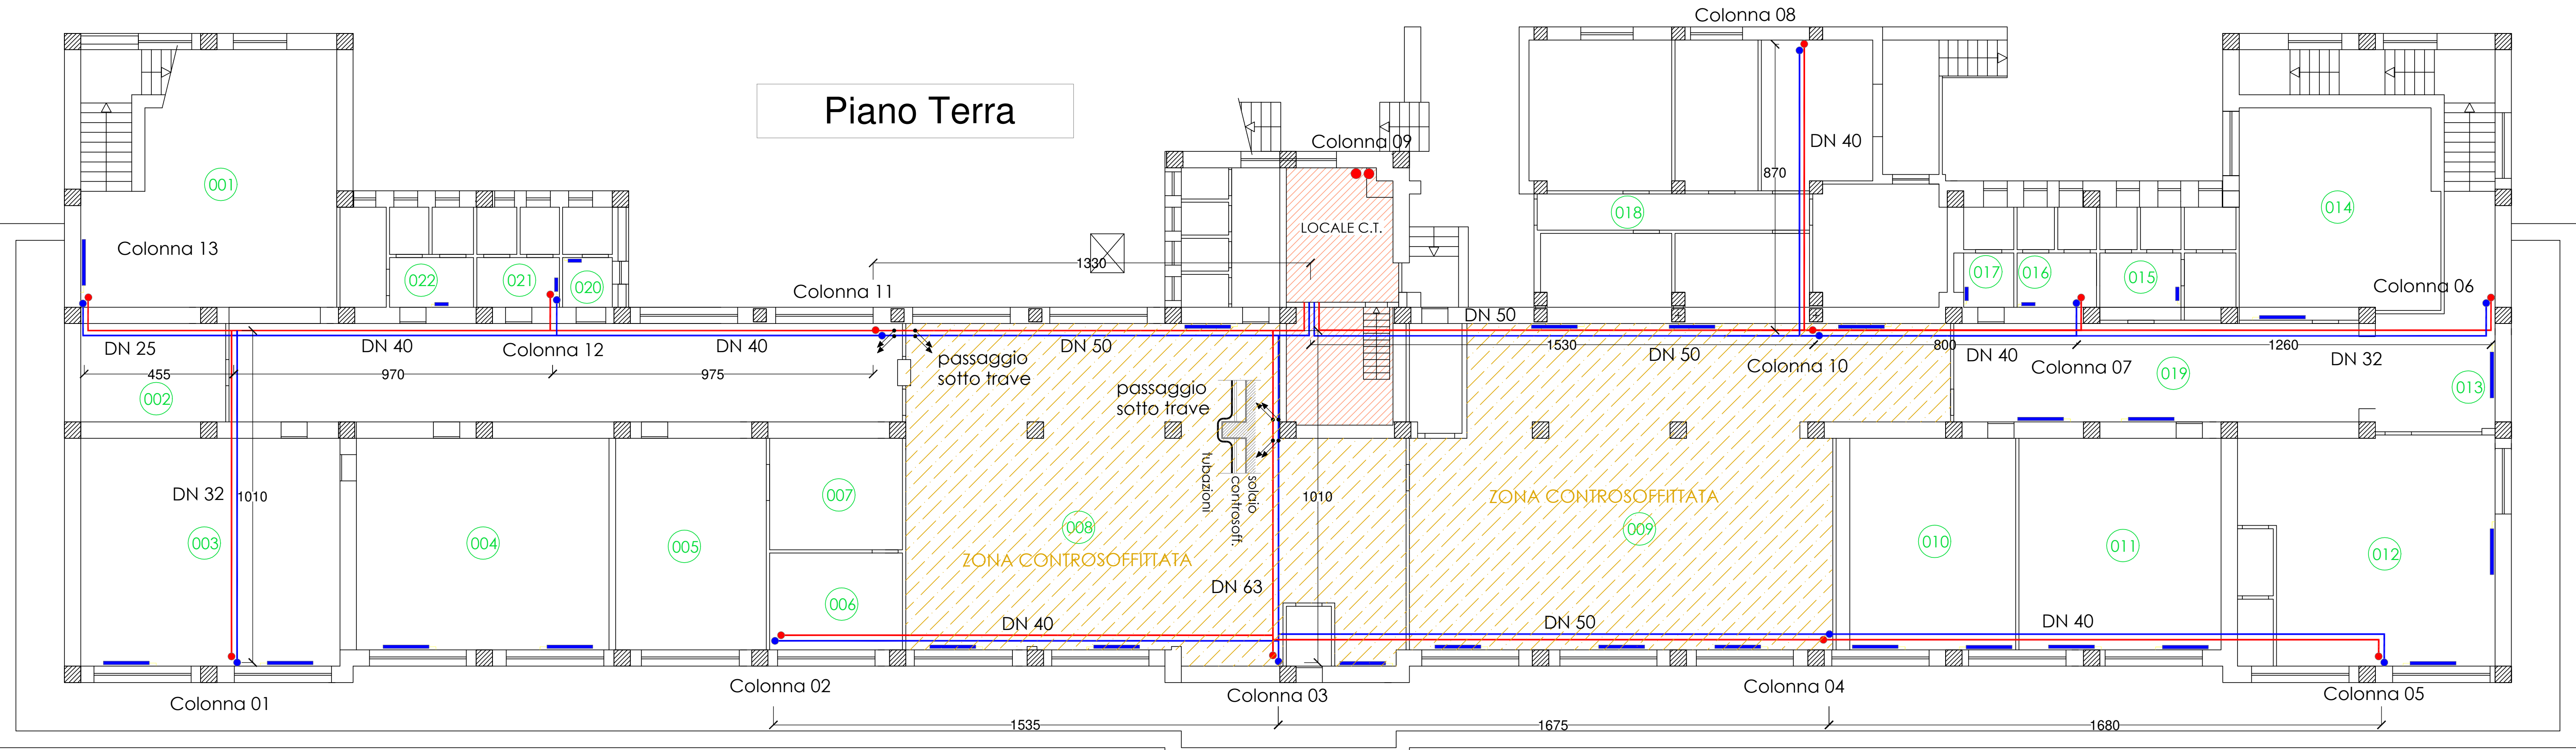 Colonna 08
Piano Terra
Colonna 09
DN 40
870
001
014
018
LOCALE C.T.
Colonna 13
1330
022
021
020
017
016
015
Colonna 06
Colonna 11
DN 50
DN 25
DN 40
Colonna 12
DN 40
DN 50
1530
DN 50
800
DN 40
1260
DN 32
passaggio
sotto trave
Colonna 10
Colonna 07
019
455
970
975
002
passaggio
sotto trave
013
DN 32
1010
007
tubazioni
controsoff.
solaio
1010
ZONA CONTROSOFFITTATA
003
004
005
008
009
010
011
012
ZONA CONTROSOFFITTATA
006
DN 63
DN 40
DN 50
DN 40
Colonna 01
Colonna 02
Colonna 03
Colonna 04
Colonna 05
1535
1675
1680